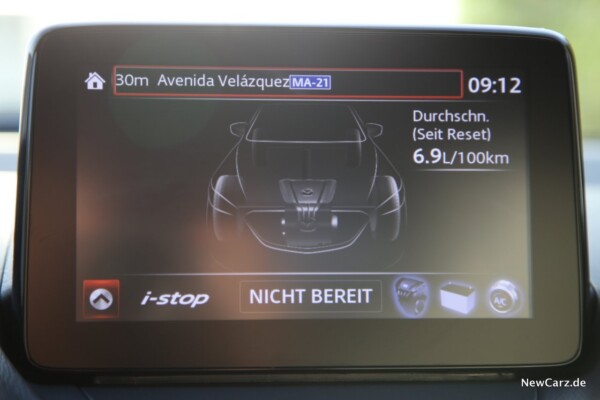 30m Avenida Velázquez MA-21
09:12
Durchschn.
(Seit Reset)
6.9L/100km
i-stop
NICHT BEREIT
A/C
NewCarz.de